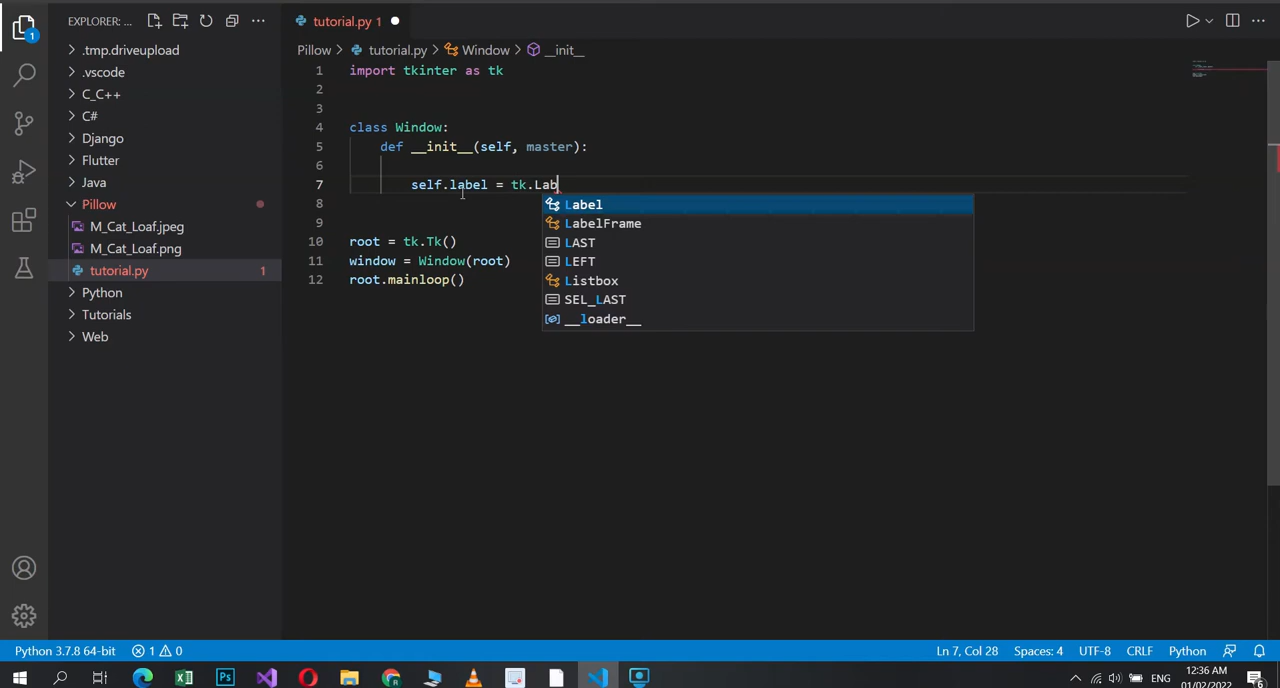 EXPLORER: ...
tutorial.py 1
.tmp.driveupload
.vscode
C_C++
C#
Django
Flutter
Java
Pillow
M_Cat_Loaf.jpeg
M_Cat_Loaf.png
tutorial.py 1
Python
Tutorials
Web
1
Pillow > tutorial.py > Window > __init__
1 import tkinter as tk
2
3
4 class Window:
5 def __init__(self, master):
6
7 self.label = tk.Lab
8
9
10 root = tk.Tk()
11 window = Window(root)
12 root.mainloop()
Label
LabelFrame
LAST
LEFT
Listbox
SEL_LAST
__loader__
Python 3.7.8 64-bit 1 0 Ln 7, Col 28 Spaces: 4 UTF-8 CRLF Python
Ps
ENG
12:36 AM
01/02/2022
6